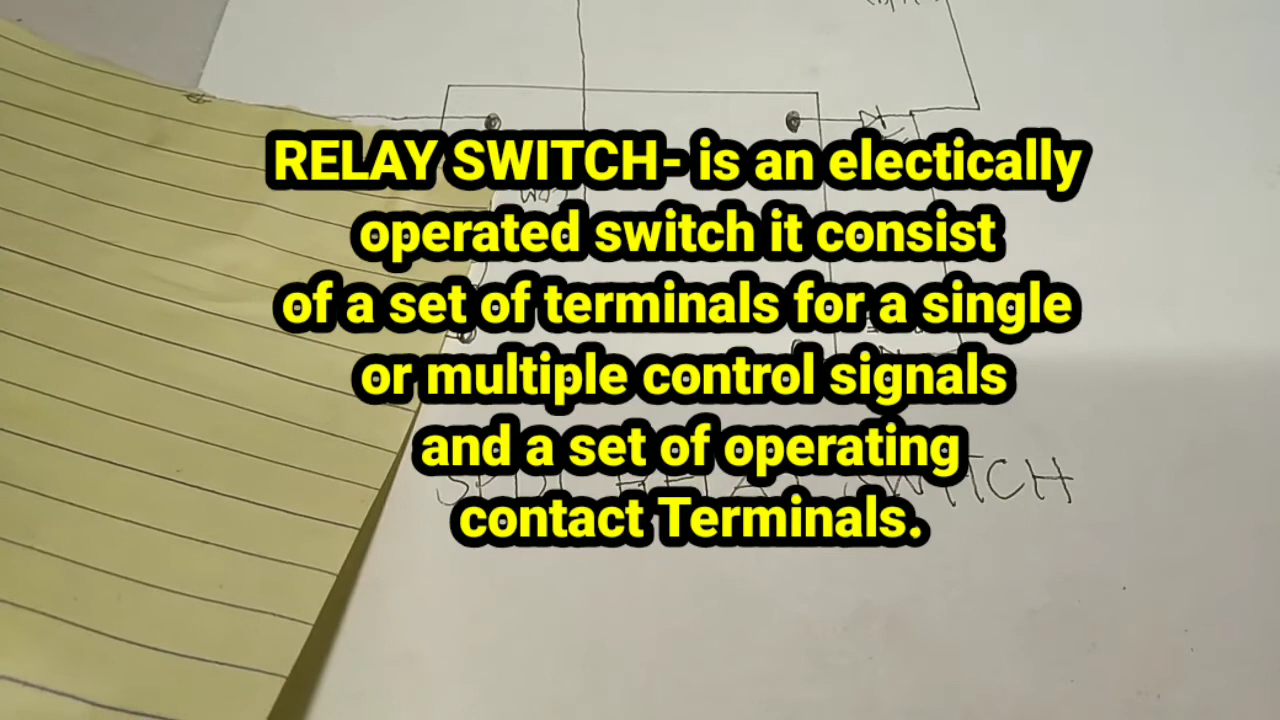 RELAY SWITCH- is an electically
operated switch it consist
of a set of terminals for a single
or multiple control signals
and a set of operating
contact Terminals.
SWITCH